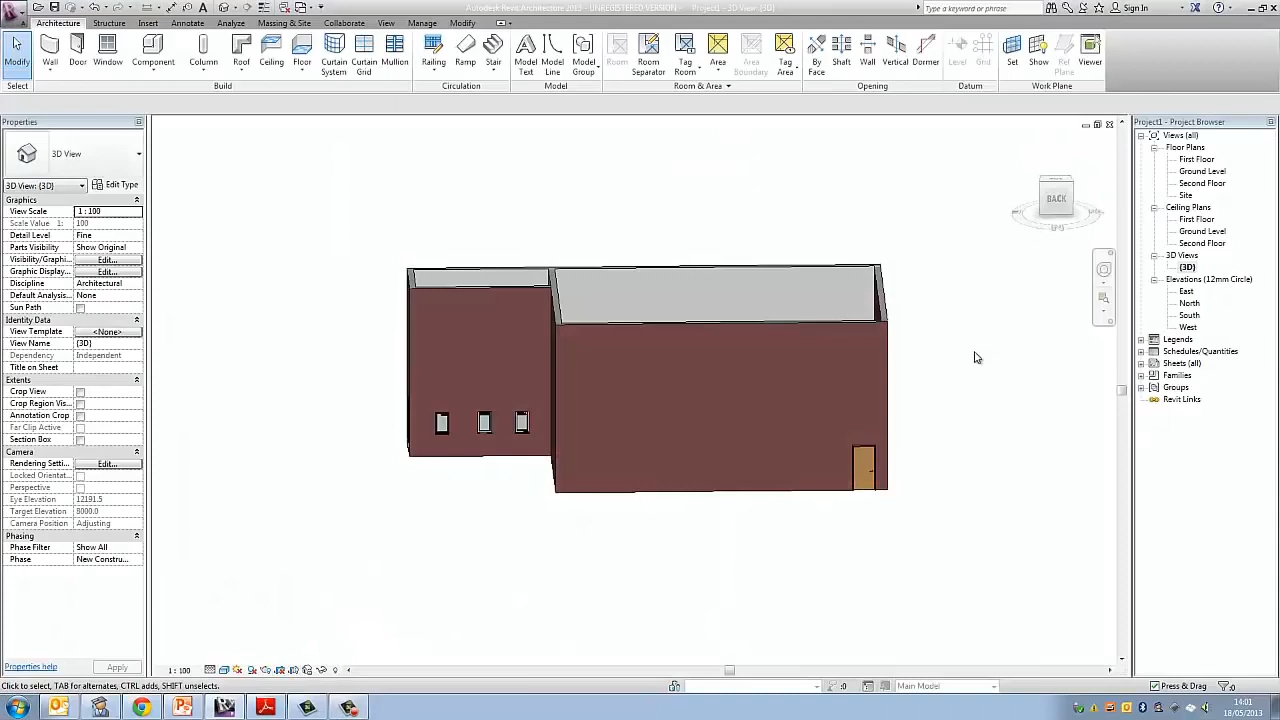 Autodesk Revit Architecture 2013 - UNREGISTERED VERSION - Project1 - 3D View: {3D}
Type a keyword or phrase
Sign In
Architecture Structure Insert Annotate Analyze Massing & Site Collaborate View Manage Modify
Modify Wall Door Window Component Column Roof Ceiling Floor Curtain System Curtain Grid Mullion Railing Ramp Stair Model Text Model Line Model Group Room Room Separator Tag Room Area Area Boundary Tag Area By Face Shaft Wall Vertical Dormer Level Grid Set Show Ref Plane Viewer
Select Build Circulation Model Room & Area Opening Datum Work Plane
Properties
3D View
3D View: {3D} Edit Type
Graphics
View Scale 1 : 100
Scale Value 1: 100
Detail Level Fine
Parts Visibility Show Original
Visibility/Graphi... Edit...
Graphic Display... Edit...
Discipline Architectural
Default Analysis... None
Sun Path
Identity Data
View Template <None>
View Name {3D}
Dependency Independent
Title on Sheet
Extents
Crop View
Crop Region Vis...
Annotation Crop
Far Clip Active
Section Box
Camera
Rendering Setti... Edit...
Locked Orientat...
Perspective
Eye Elevation 12191.5
Target Elevation 8000.0
Camera Position Adjusting
Phasing
Phase Filter Show All
Phase New Constru...
Properties help Apply
BACK
Project1 - Project Browser
Views (all)
Floor Plans
First Floor
Ground Level
Second Floor
Site
Ceiling Plans
First Floor
Ground Level
Second Floor
3D Views
{3D}
Elevations (12mm Circle)
East
North
South
West
Legends
Schedules/Quantities
Sheets (all)
Families
Groups
Revit Links
1 : 100
Click to select, TAB for alternates, CTRL adds, SHIFT unselects.
:0 Main Model Press & Drag :0
14:01
18/05/2013